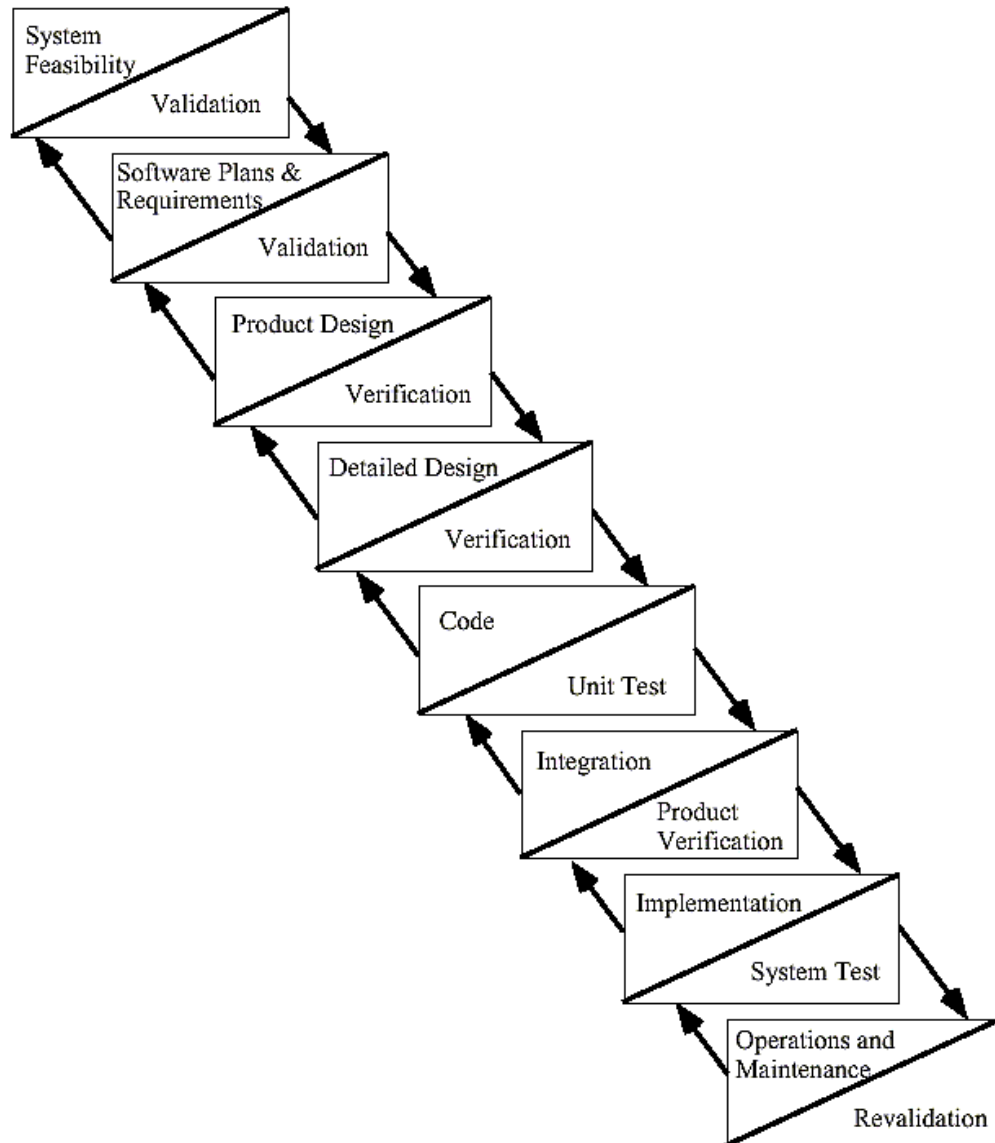 System
Feasibility
Validation
Software Plans &
Requirements
Validation
Product Design
Verification
Detailed Design
Verification
Code
Unit Test
Integration
Product
Verification
Implementation
System Test
Operations and
Maintenance
Revalidation